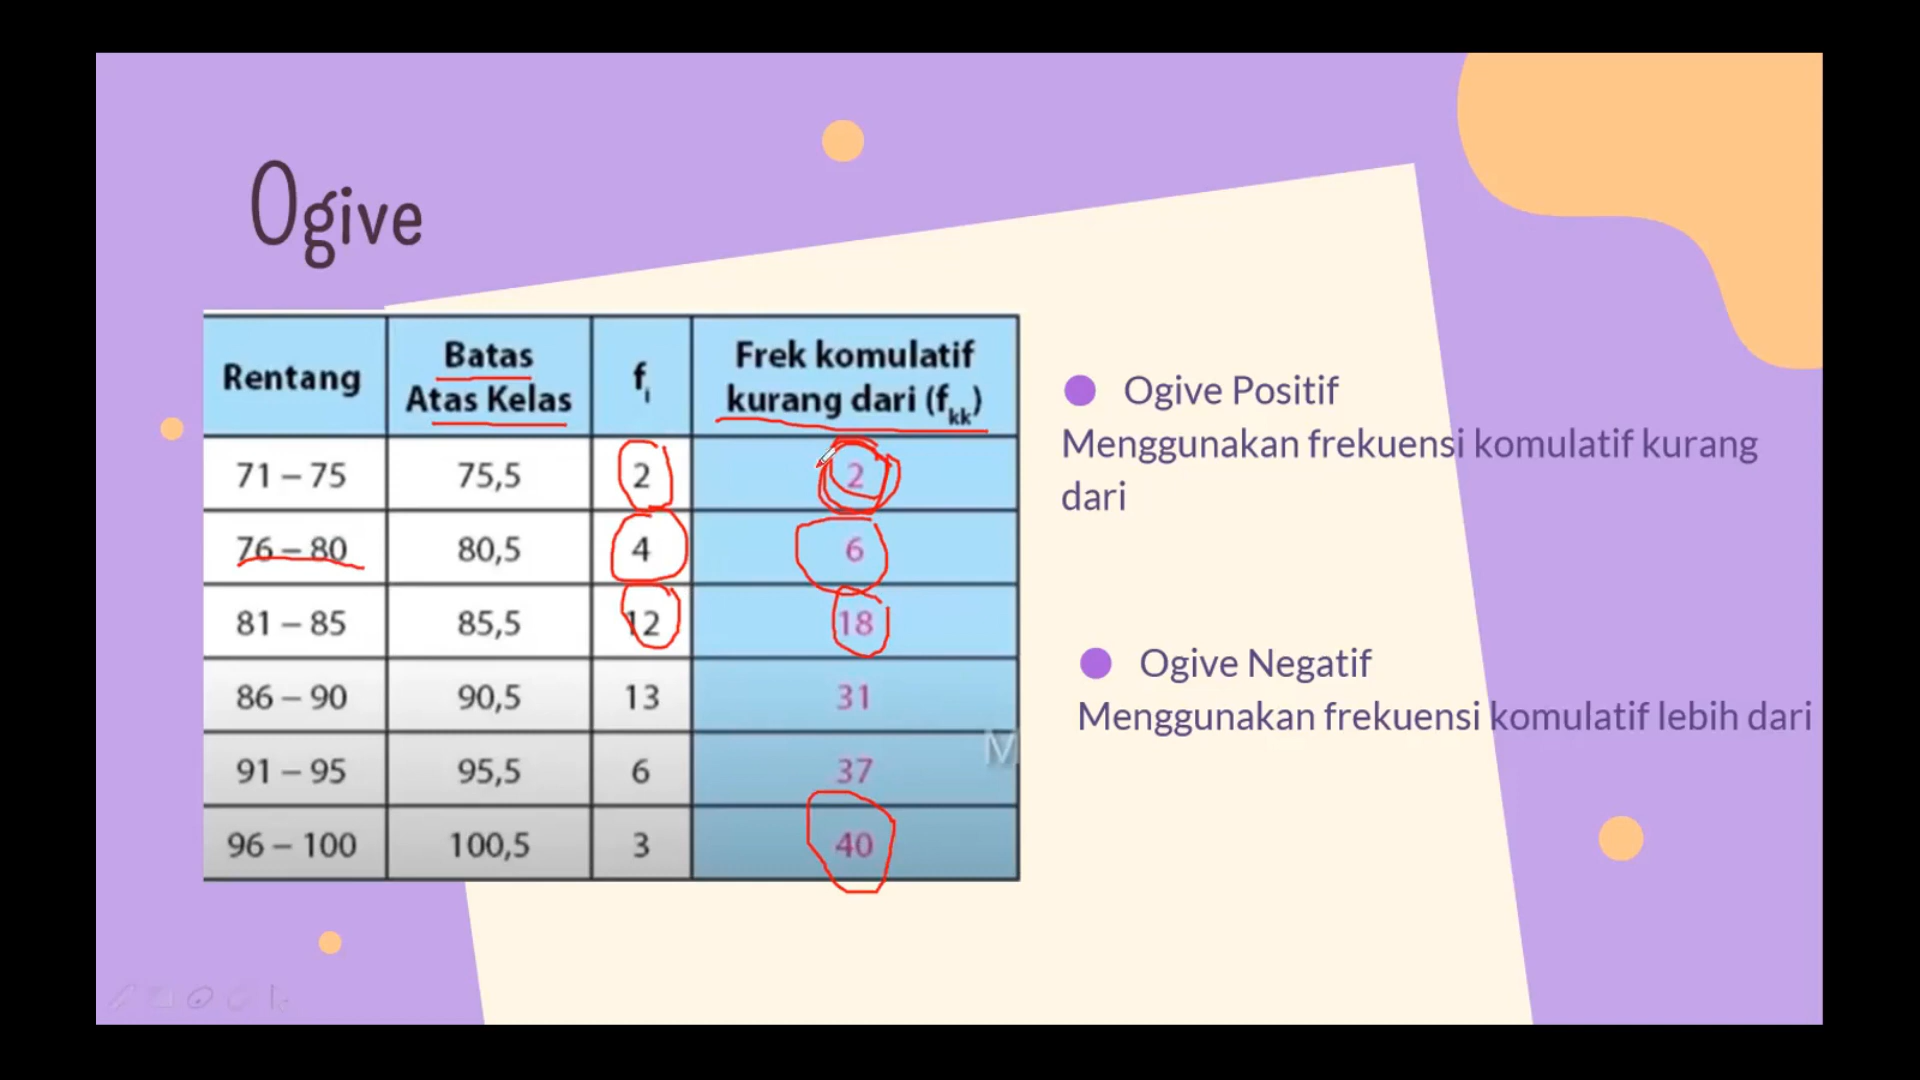 Ogive
Rentang
Batas
Atas Kelas
fi
Frek komulatif
kurang dari (fkk)
71 – 75 75,5 2 2
76 – 80 80,5 4 6
81 – 85 85,5 12 18
86 – 90 90,5 13 31
91 – 95 95,5 6 37
96 – 100 100,5 3 40
M
Ogive Positif
Menggunakan frekuensi komulatif kurang
dari
Ogive Negatif
Menggunakan frekuensi komulatif lebih dari